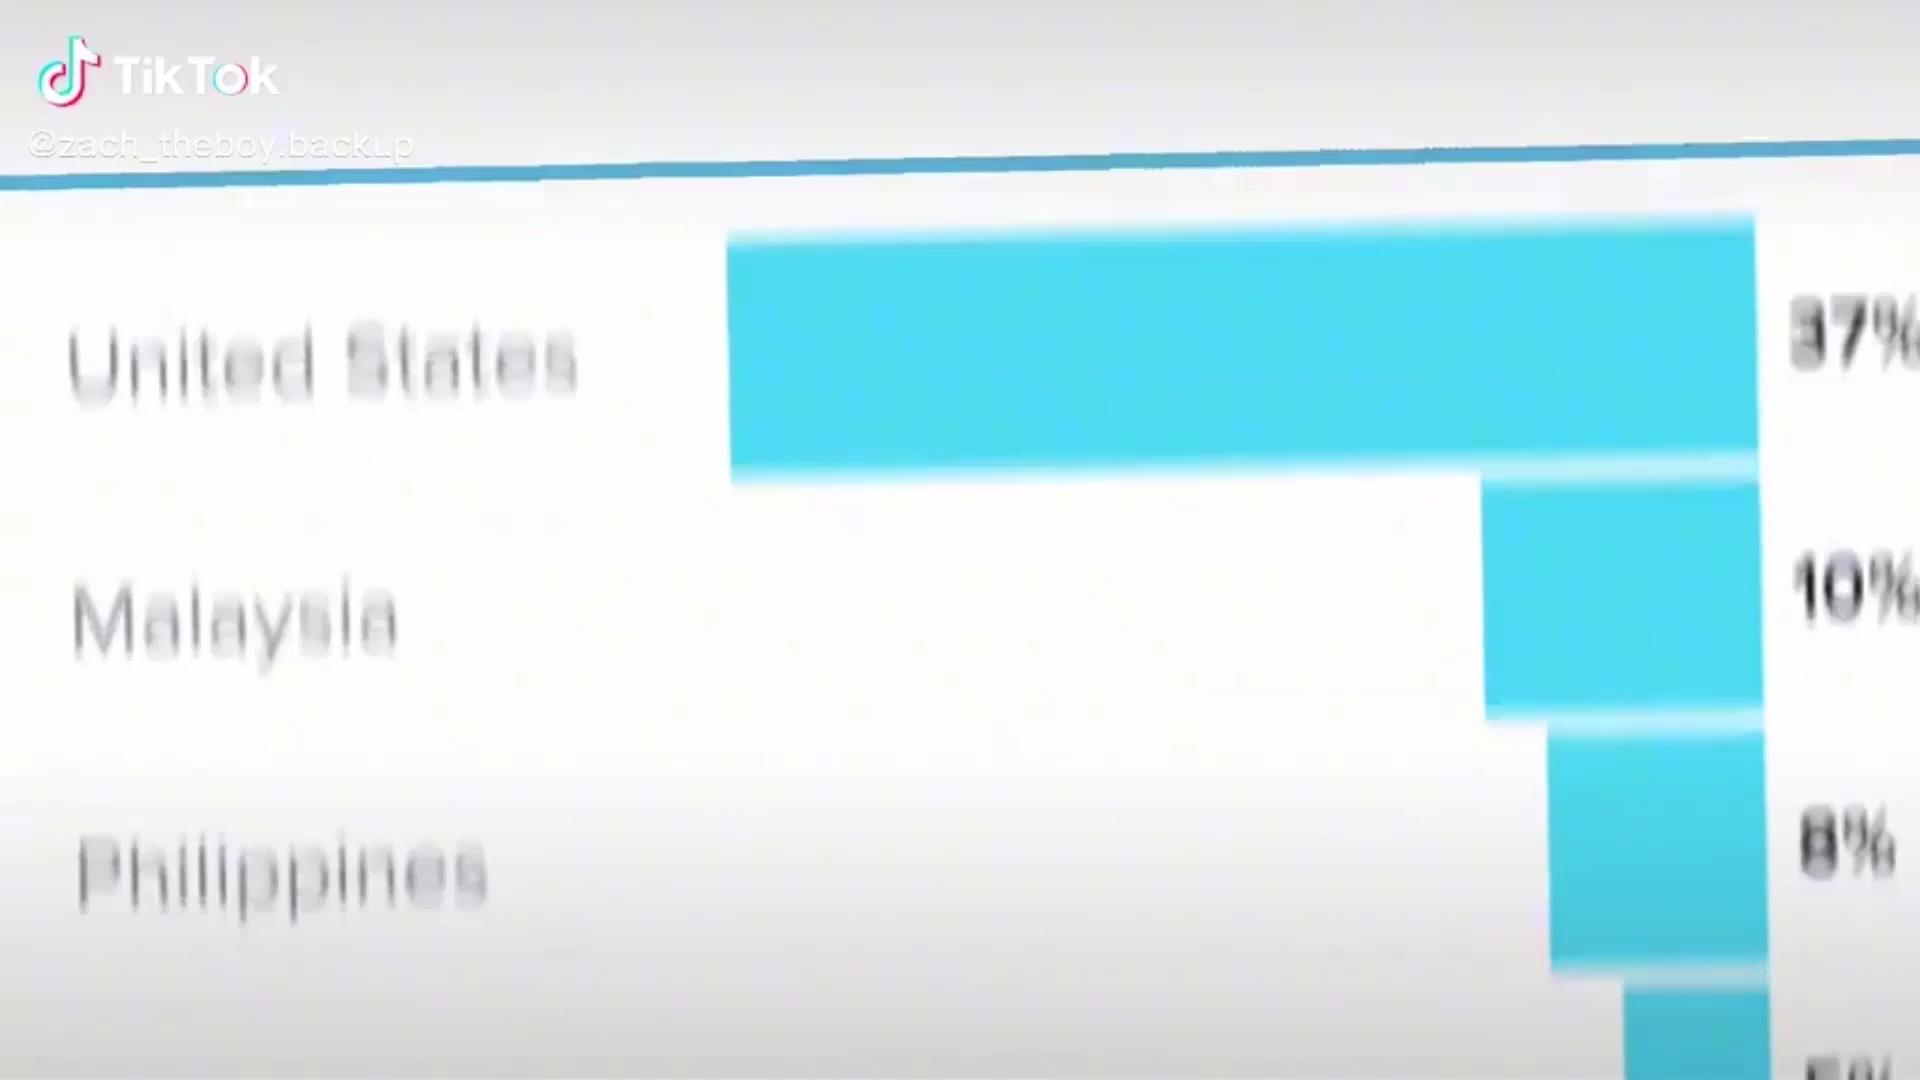 TikTok
@zach_theboy.backup
United States 37%
Malaysia 10%
Philippines 8%